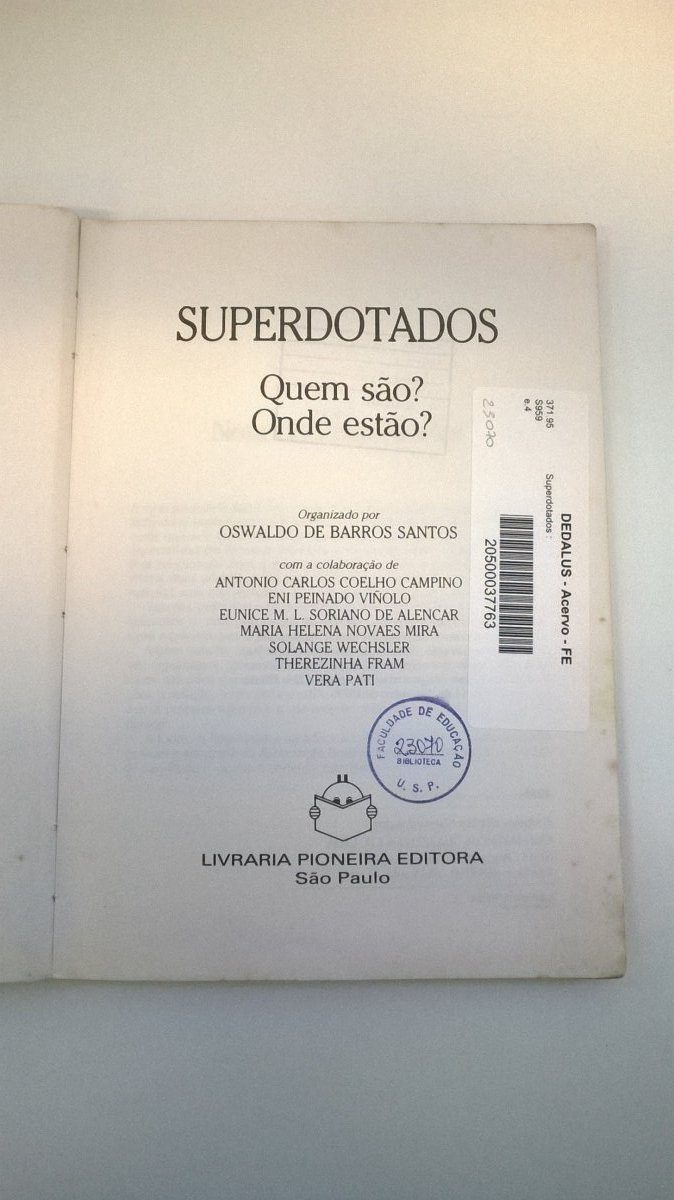 SUPERDOTADOS
Quem são?
Onde estão?
Organizado por
OSWALDO DE BARROS SANTOS
com a colaboração de
ANTONIO CARLOS COELHO CAMPINO
ENI PEINADO VIÑOLO
EUNICE M. L. SORIANO DE ALENCAR
MARIA HELENA NOVAES MIRA
SOLANGE WECHSLER
THEREZINHA FRAM
VERA PATI
FACULDADE DE EDUCAÇÃO
23070
BIBLIOTECA
U. S. P.
LIVRARIA PIONEIRA EDITORA
São Paulo
DEDALUS - Acervo - FE
Superdotados :
371.95
S959
e.4
20500037763
23070